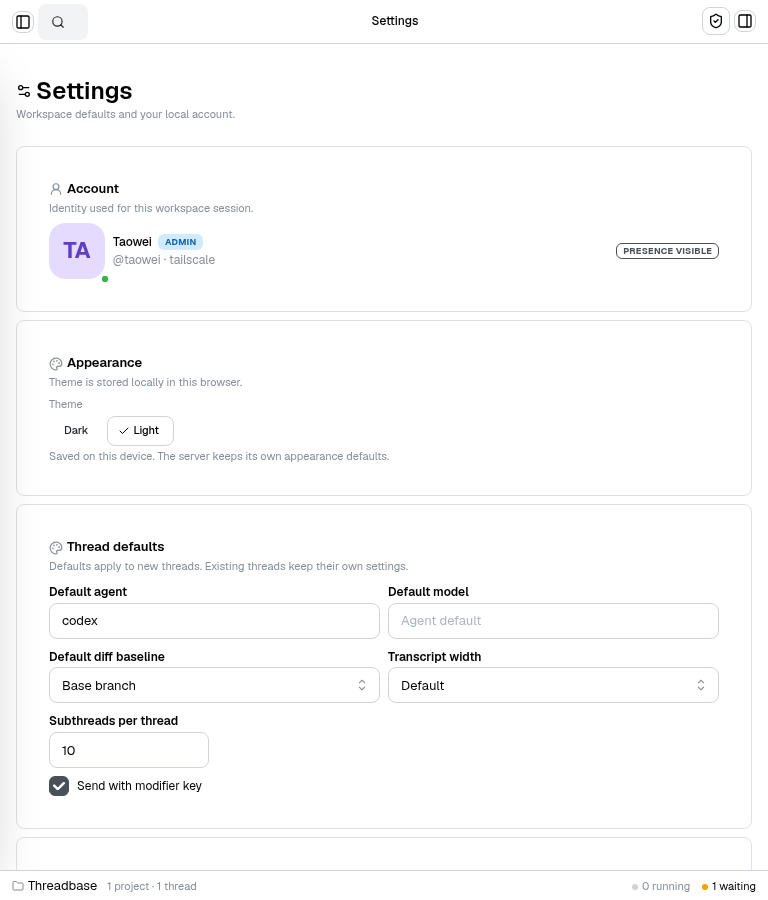 Settings
Settings
Workspace defaults and your local account.
Account
Identity used for this workspace session.
TA
Taowei ADMIN
@taowei · tailscale
PRESENCE VISIBLE
Appearance
Theme is stored locally in this browser.
Theme
Dark Light
Saved on this device. The server keeps its own appearance defaults.
Thread defaults
Defaults apply to new threads. Existing threads keep their own settings.
Default agent Default model
codex Agent default
Default diff baseline Transcript width
Base branch Default
Subthreads per thread
10
Send with modifier key
Threadbase 1 project · 1 thread 0 running 1 waiting